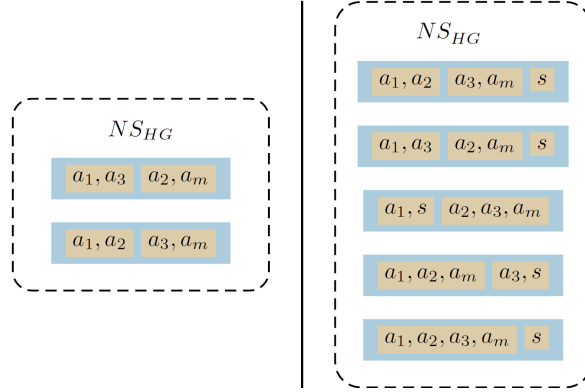 NS_{HG}
a_1, a_3 a_2, a_m
a_1, a_2 a_3, a_m
NS_{HG}
a_1, a_2 a_3, a_m s
a_1, a_3 a_2, a_m s
a_1, s a_2, a_3, a_m
a_1, a_2, a_m a_3, s
a_1, a_2, a_3, a_m s